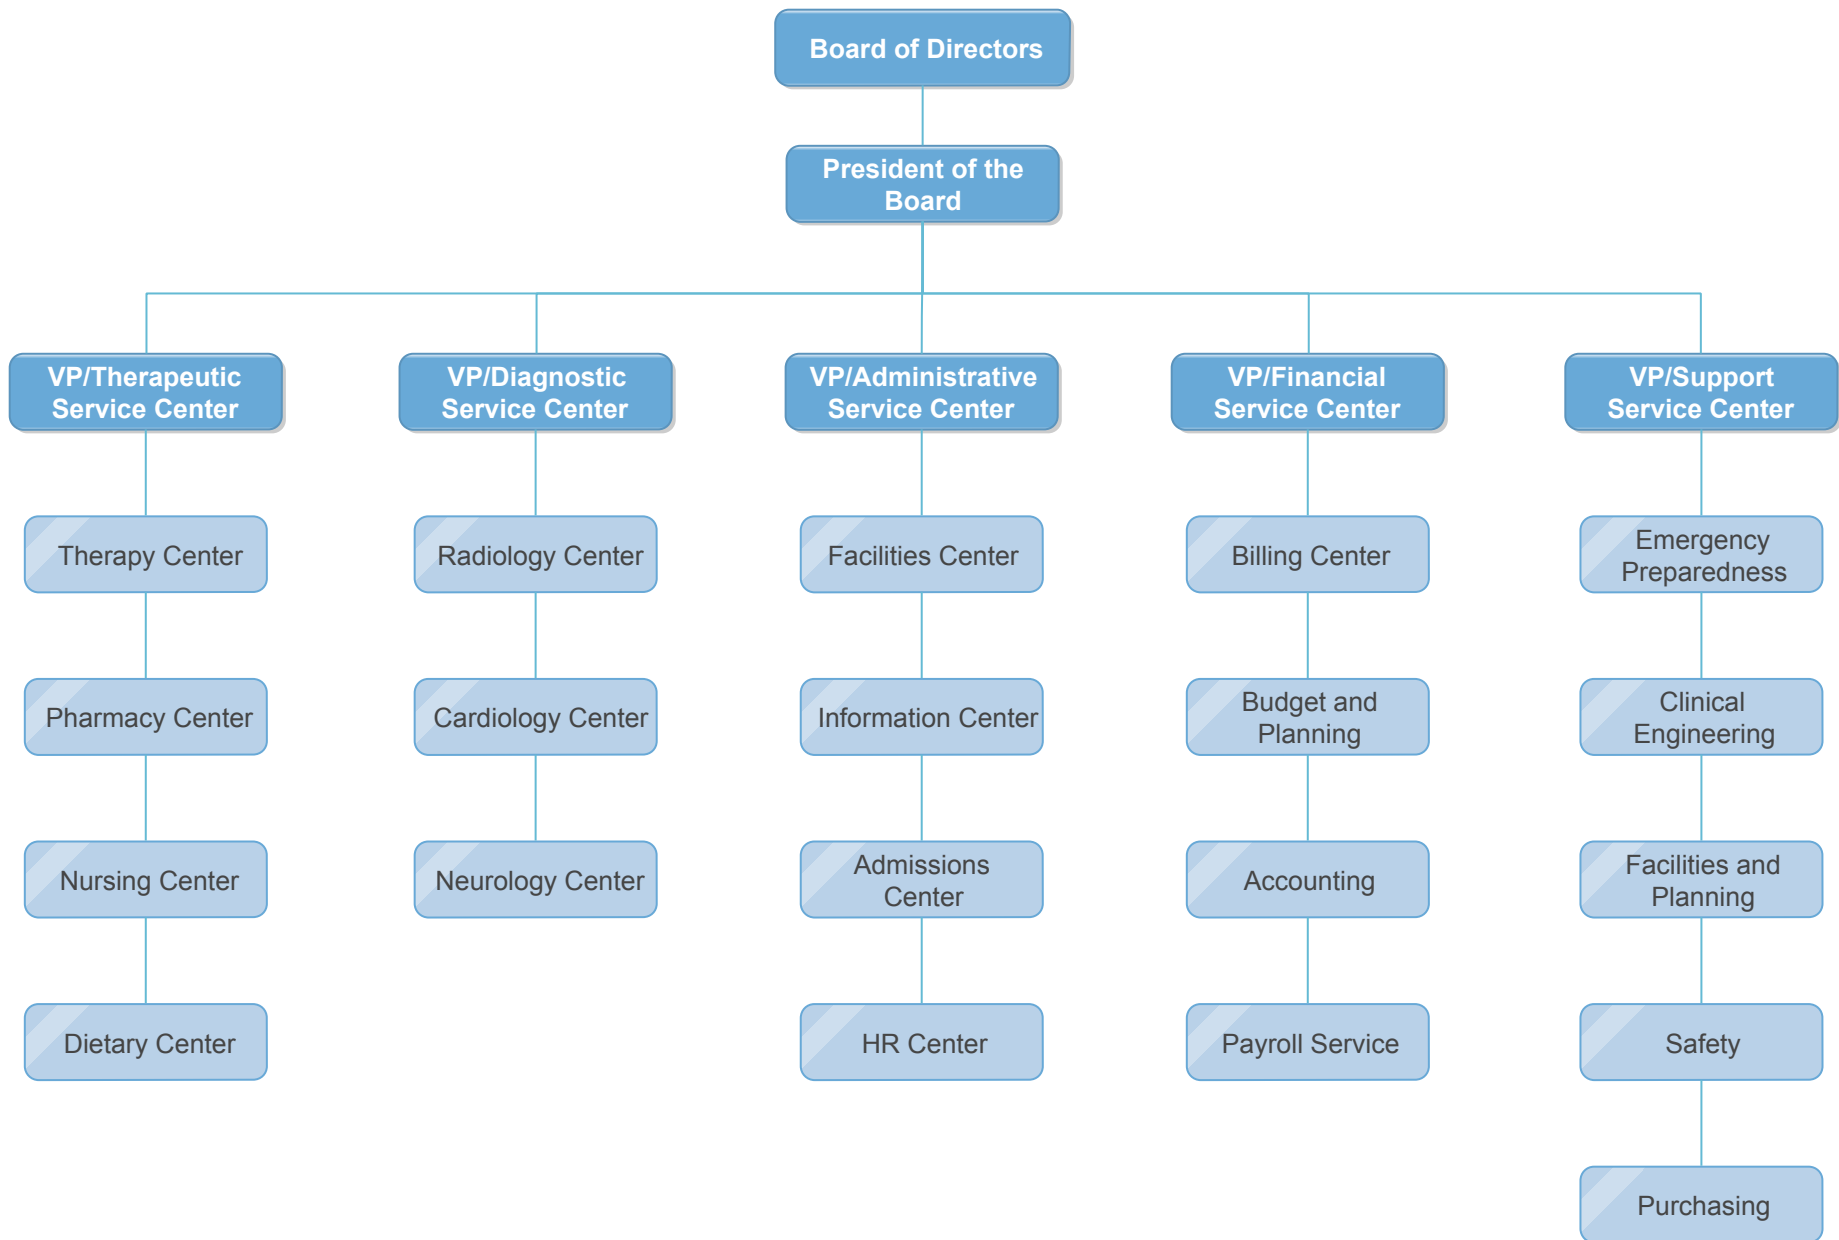 Board of Directors
President of the
Board
VP/Therapeutic
Service Center
VP/Diagnostic
Service Center
VP/Administrative
Service Center
VP/Financial
Service Center
VP/Support
Service Center
Therapy Center
Radiology Center
Facilities Center
Billing Center
Emergency
Preparedness
Pharmacy Center
Cardiology Center
Information Center
Budget and
Planning
Clinical
Engineering
Nursing Center
Neurology Center
Admissions
Center
Accounting
Facilities and
Planning
Dietary Center
HR Center
Payroll Service
Safety
Purchasing